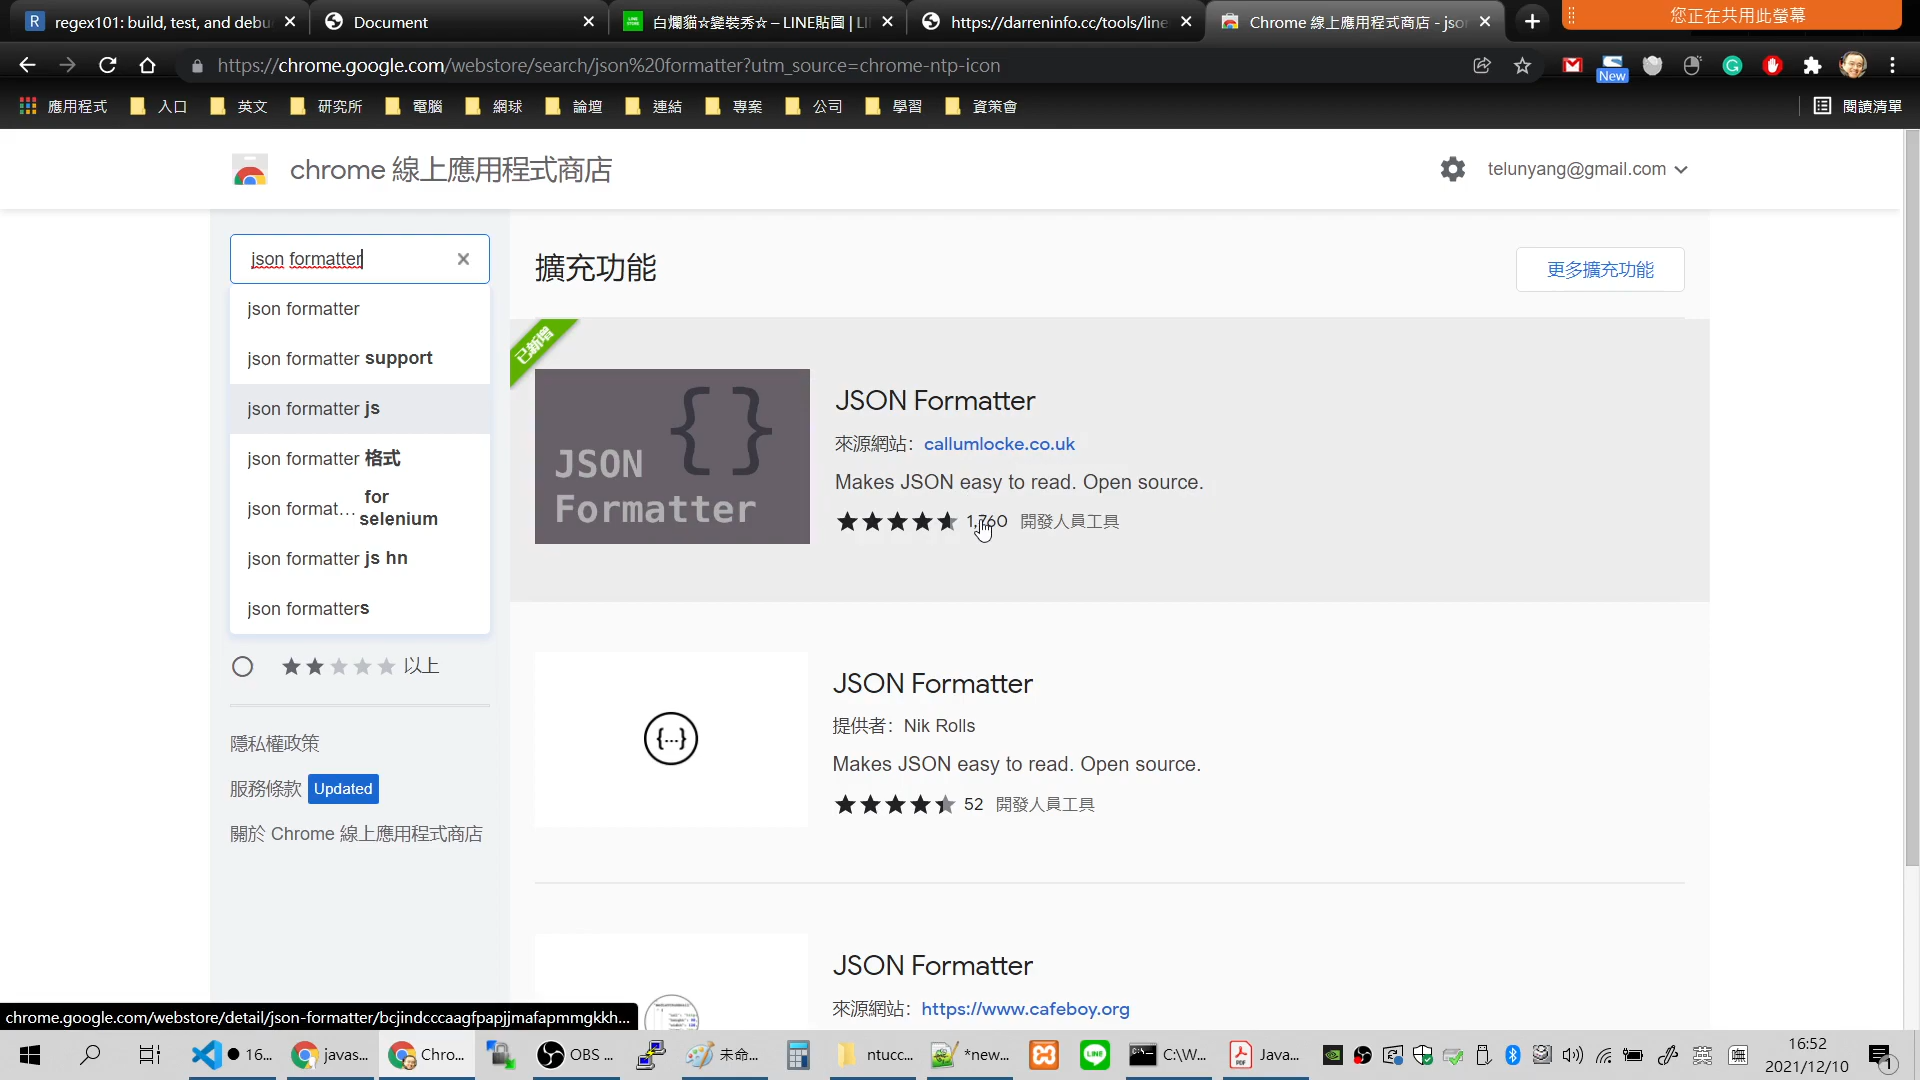 regex101: build, test, and debu
Document
白爛貓☆變裝秀☆ – LINE貼圖 | LI
https://darreninfo.cc/tools/line
Chrome 線上應用程式商店 - jso
您正在共用此螢幕
https://chrome.google.com/webstore/search/json%20formatter?utm_source=chrome-ntp-icon
New
應用程式 入口 英文 研究所 電腦 網球 論壇 連結 專案 公司 學習 資策會 閱讀清單
chrome 線上應用程式商店
telunyang@gmail.com
json formatter
擴充功能
更多擴充功能
json formatter
json formatter support
json formatter js
json formatter 格式
json format… for selenium
json formatter js hn
json formatters
以上
隱私權政策
服務條款 Updated
關於 Chrome 線上應用程式商店
已新增
JSON
Formatter
JSON Formatter
來源網站： callumlocke.co.uk
Makes JSON easy to read. Open source.
1,760 開發人員工具
{...}
JSON Formatter
提供者： Nik Rolls
Makes JSON easy to read. Open source.
52 開發人員工具
JSON Formatter
來源網站： https://www.cafeboy.org
chrome.google.com/webstore/detail/json-formatter/bcjindcccaagfpapjjmafapmmgkkh...
● 16...
javas...
Chro...
OBS ...
未命...
ntucc...
*new...
C:\W...
Java...
英
16:52
2021/12/10
1